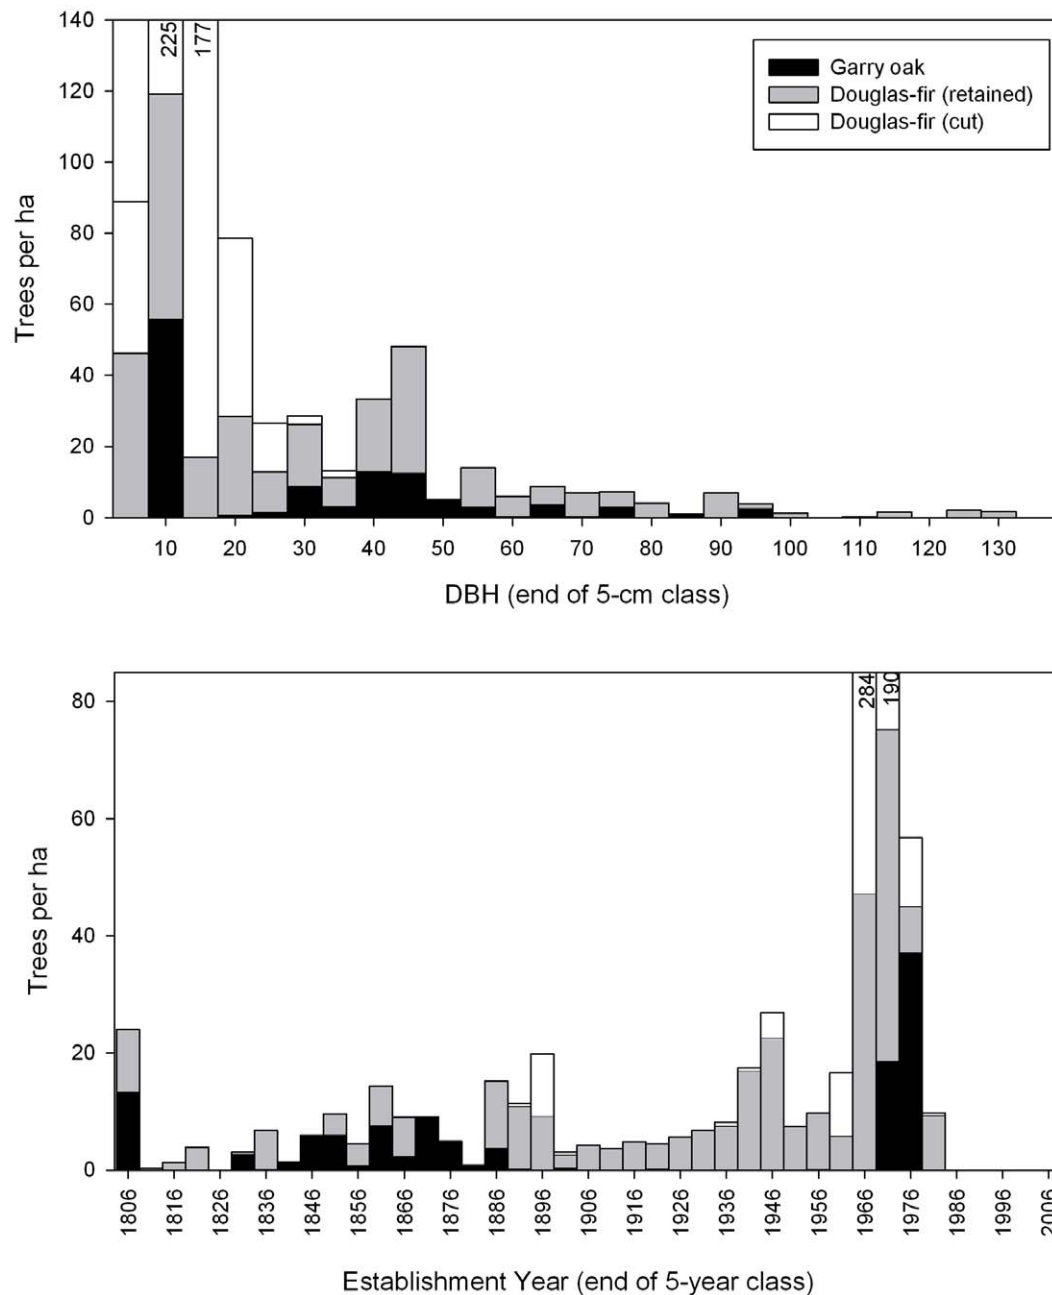 140
225
177
Garry oak
Douglas-fir (retained)
Douglas-fir (cut)
120
100
80
60
40
20
0
Trees per ha
10 20 30 40 50 60 70 80 90 100 110 120 130
DBH (end of 5-cm class)
284
190
80
60
40
20
0
Trees per ha
1806 1816 1826 1836 1846 1856 1866 1876 1886 1896 1906 1916 1926 1936 1946 1956 1966 1976 1986 1996 2006
Establishment Year (end of 5-year class)